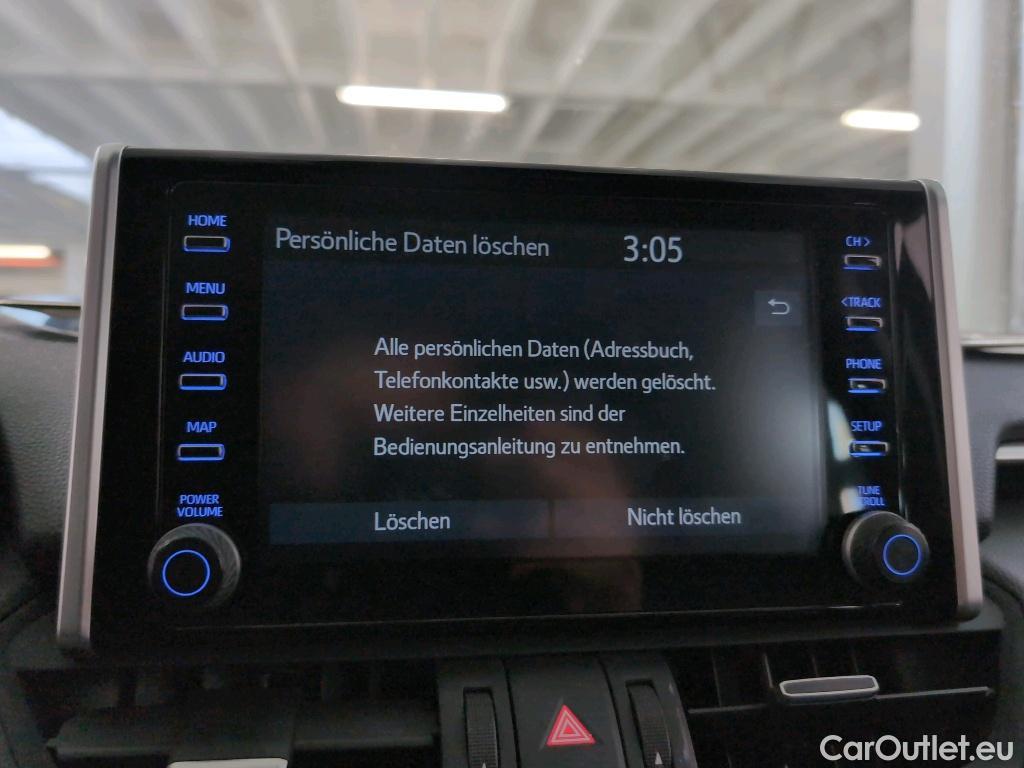 HOME
MENU
AUDIO
MAP
POWER
VOLUME
Persönliche Daten löschen 3:05
Alle persönlichen Daten (Adressbuch,
Telefonkontakte usw.) werden gelöscht.
Weitere Einzelheiten sind der
Bedienungsanleitung zu entnehmen.
Löschen Nicht löschen
CH>
<TRACK
PHONE
SETUP
TUNE
CarOutlet.eu